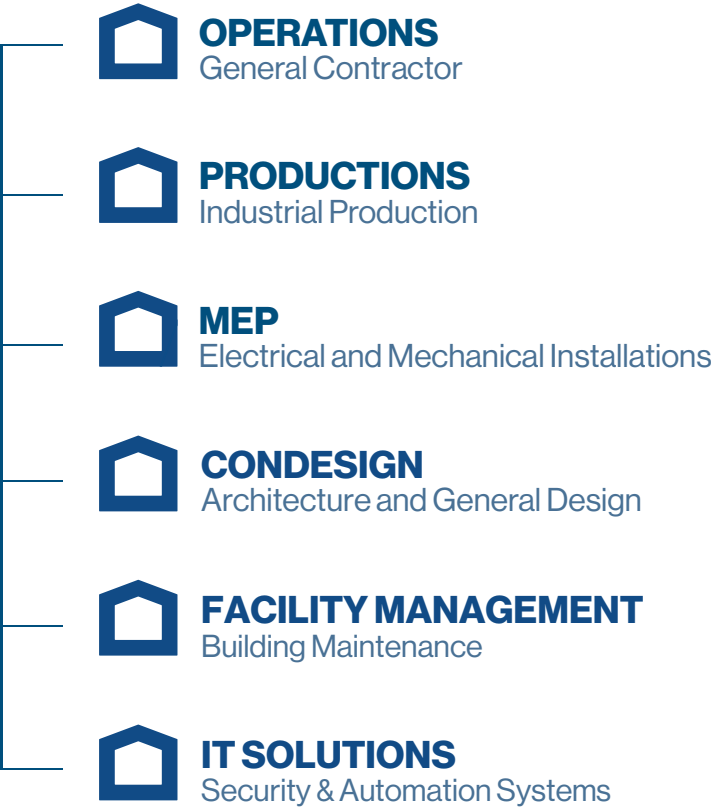 OPERATIONS
General Contractor
PRODUCTIONS
Industrial Production
MEP
Electrical and Mechanical Installations
CONDESIGN
Architecture and General Design
FACILITY MANAGEMENT
Building Maintenance
IT SOLUTIONS
Security & Automation Systems